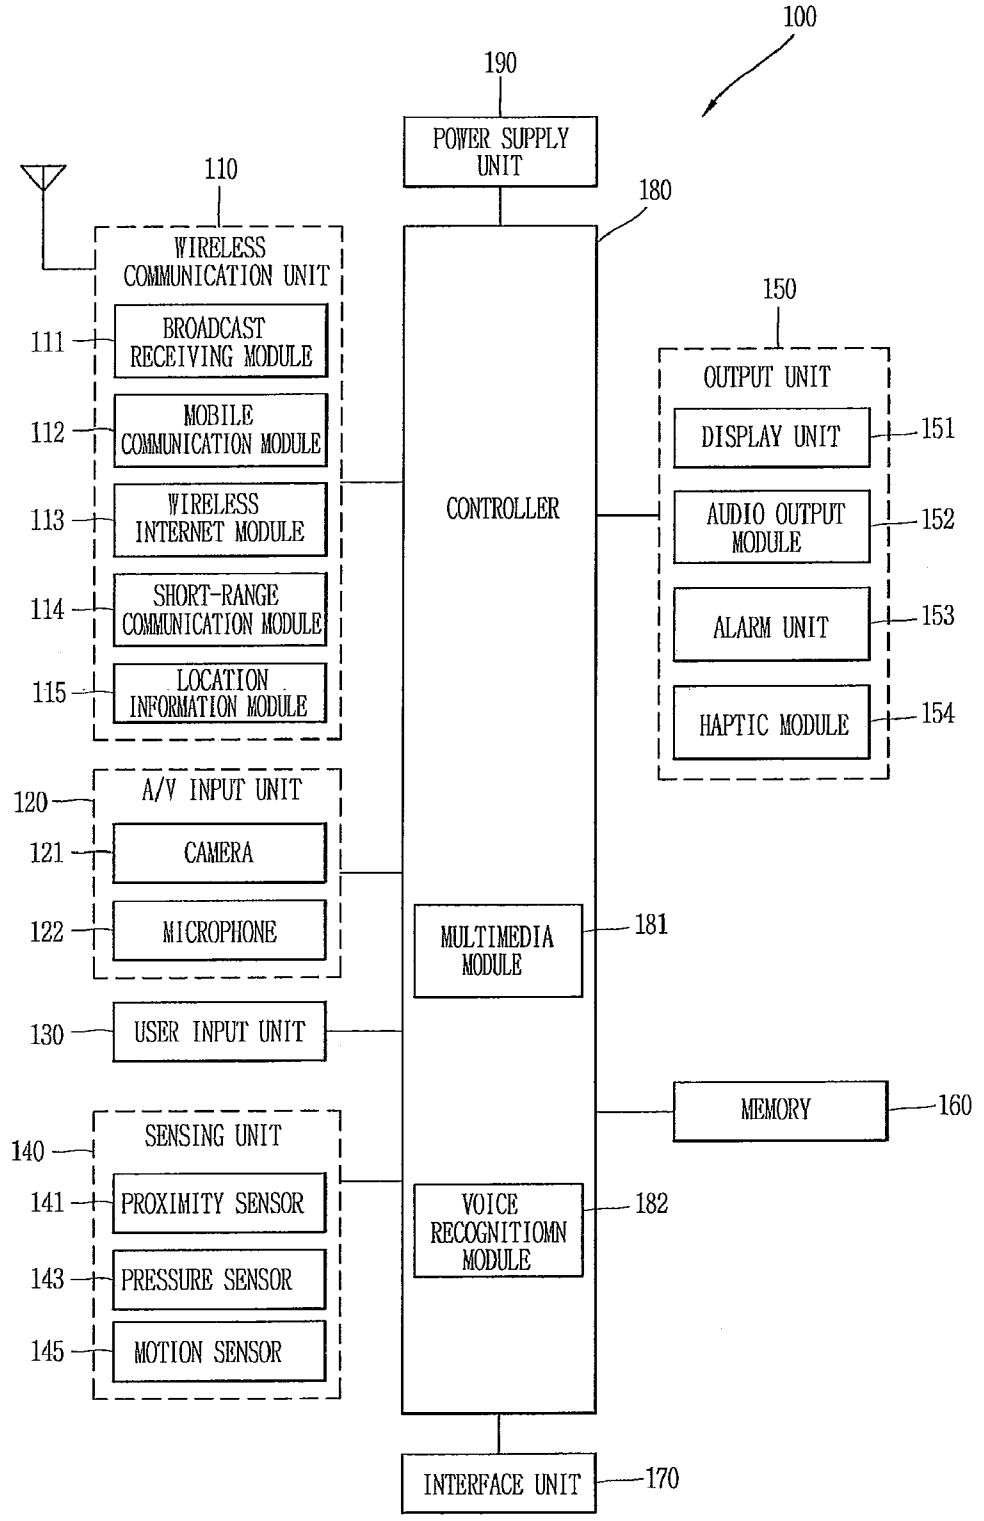 100
190
POWER SUPPLY
UNIT
110
180
WIRELESS
COMMUNICATION UNIT
111
BROADCAST
RECEIVING MODULE
112
MOBILE
COMMUNICATION MODULE
113
WIRELESS
INTERNET MODULE
114
SHORT-RANGE
COMMUNICATION MODULE
115
LOCATION
INFORMATION MODULE
120
A/V INPUT UNIT
121
CAMERA
122
MICROPHONE
130
USER INPUT UNIT
140
SENSING UNIT
141
PROXIMITY SENSOR
143
PRESSURE SENSOR
145
MOTION SENSOR
CONTROLLER
MULTIMEDIA
MODULE
181
VOICE
RECOGNITIOMN
MODULE
182
150
OUTPUT UNIT
DISPLAY UNIT
151
AUDIO OUTPUT
MODULE
152
ALARM UNIT
153
HAPTIC MODULE
154
MEMORY
160
INTERFACE UNIT
170